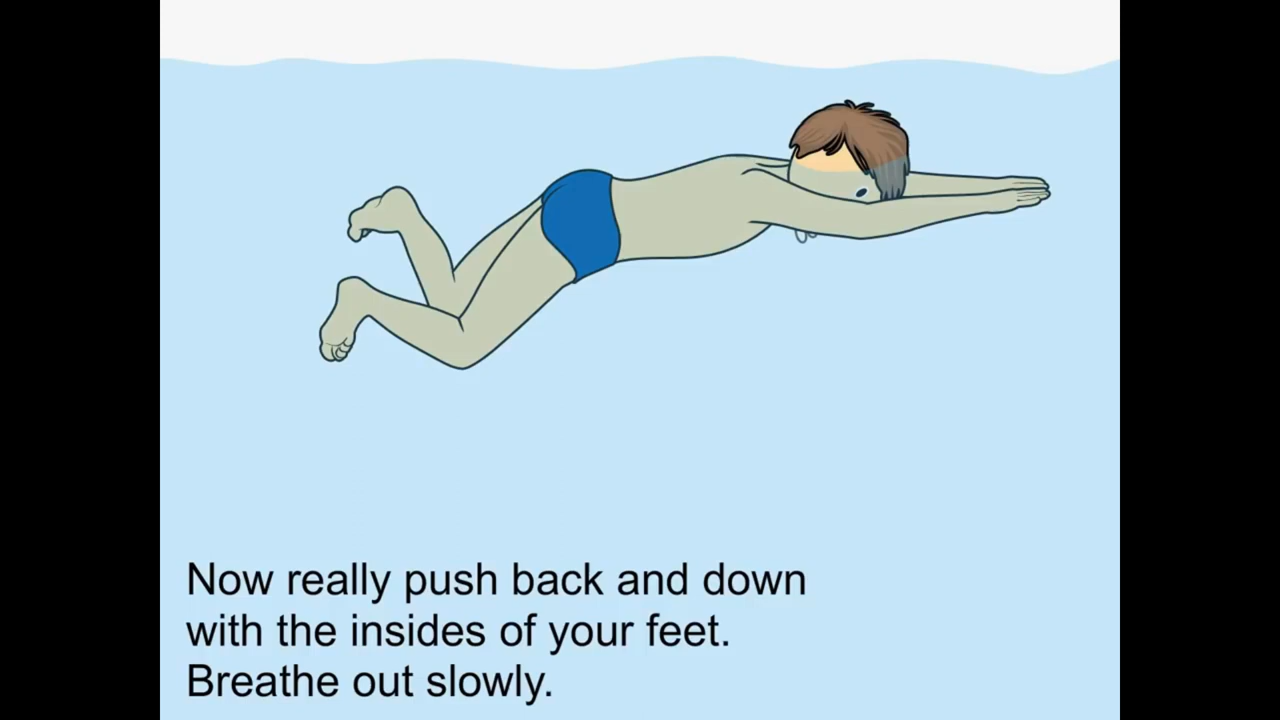 Now really push back and down
with the insides of your feet.
Breathe out slowly.